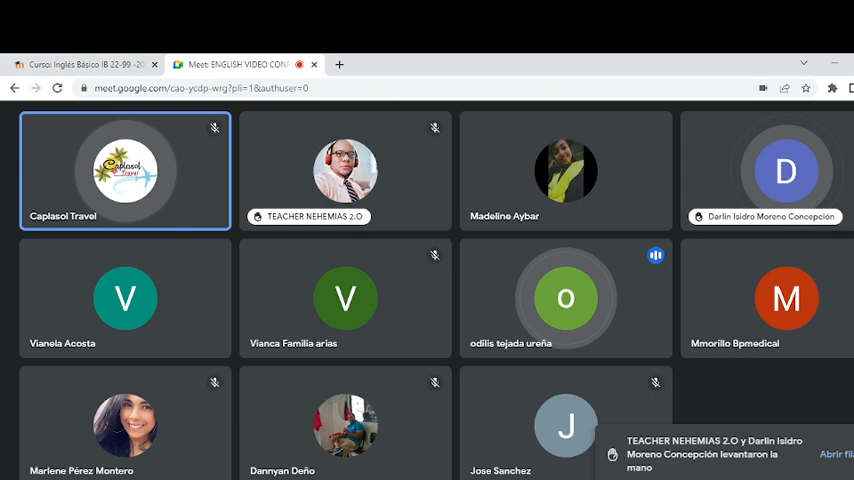 Curso: Inglés Básico IB 22-99 -20
Meet: ENGLISH VIDEO CONF
meet.google.com/cao-ycdp-wrg?pli=1&authuser=0
Caplasol
Travel
Caplasol Travel
TEACHER NEHEMIAS 2.O
Madeline Aybar
D
Darlin Isidro Moreno Concepción
V
Vianela Acosta
V
Vianca Familia arias
o
odilis tejada ureña
M
Mmorillo Bpmedical
Marlene Pérez Montero
Dannyan Deño
J
Jose Sanchez
TEACHER NEHEMIAS 2.O y Darlin Isidro
Moreno Concepción levantaron la
mano
Abrir fil